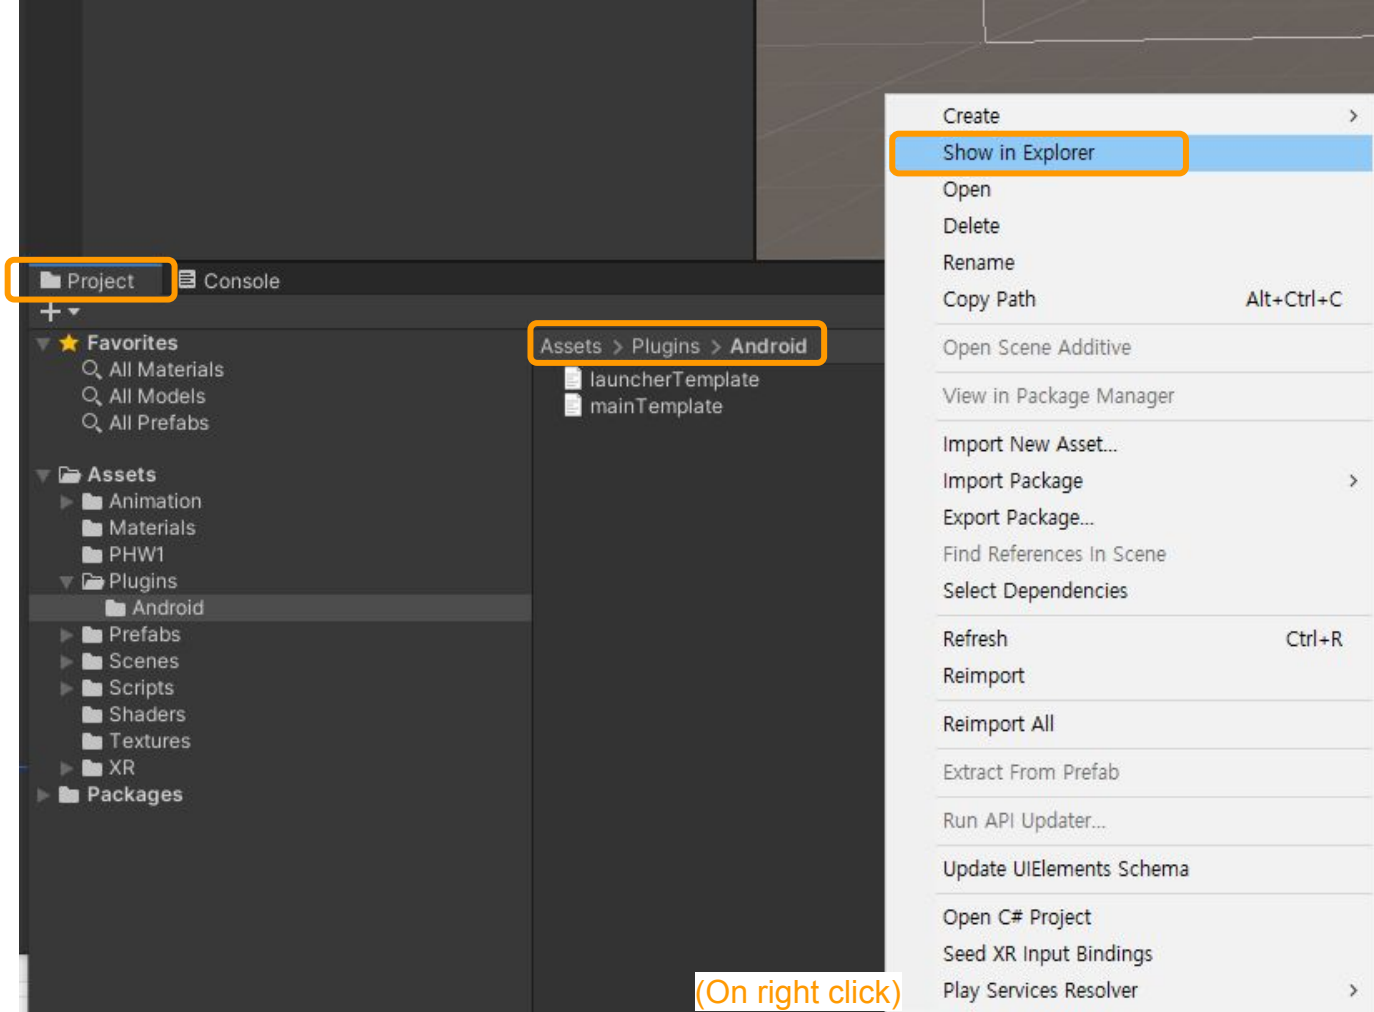 Project
Console
Favorites
All Materials
All Models
All Prefabs
Assets
Animation
Materials
PHW1
Plugins
Android
Prefabs
Scenes
Scripts
Shaders
Textures
XR
Packages
Assets > Plugins > Android
launcherTemplate
mainTemplate
Create >
Show in Explorer
Open
Delete
Rename
Copy Path Alt+Ctrl+C
Open Scene Additive
View in Package Manager
Import New Asset...
Import Package >
Export Package...
Find References In Scene
Select Dependencies
Refresh Ctrl+R
Reimport
Reimport All
Extract From Prefab
Run API Updater...
Update UIElements Schema
Open C# Project
Seed XR Input Bindings
Play Services Resolver >
(On right click)